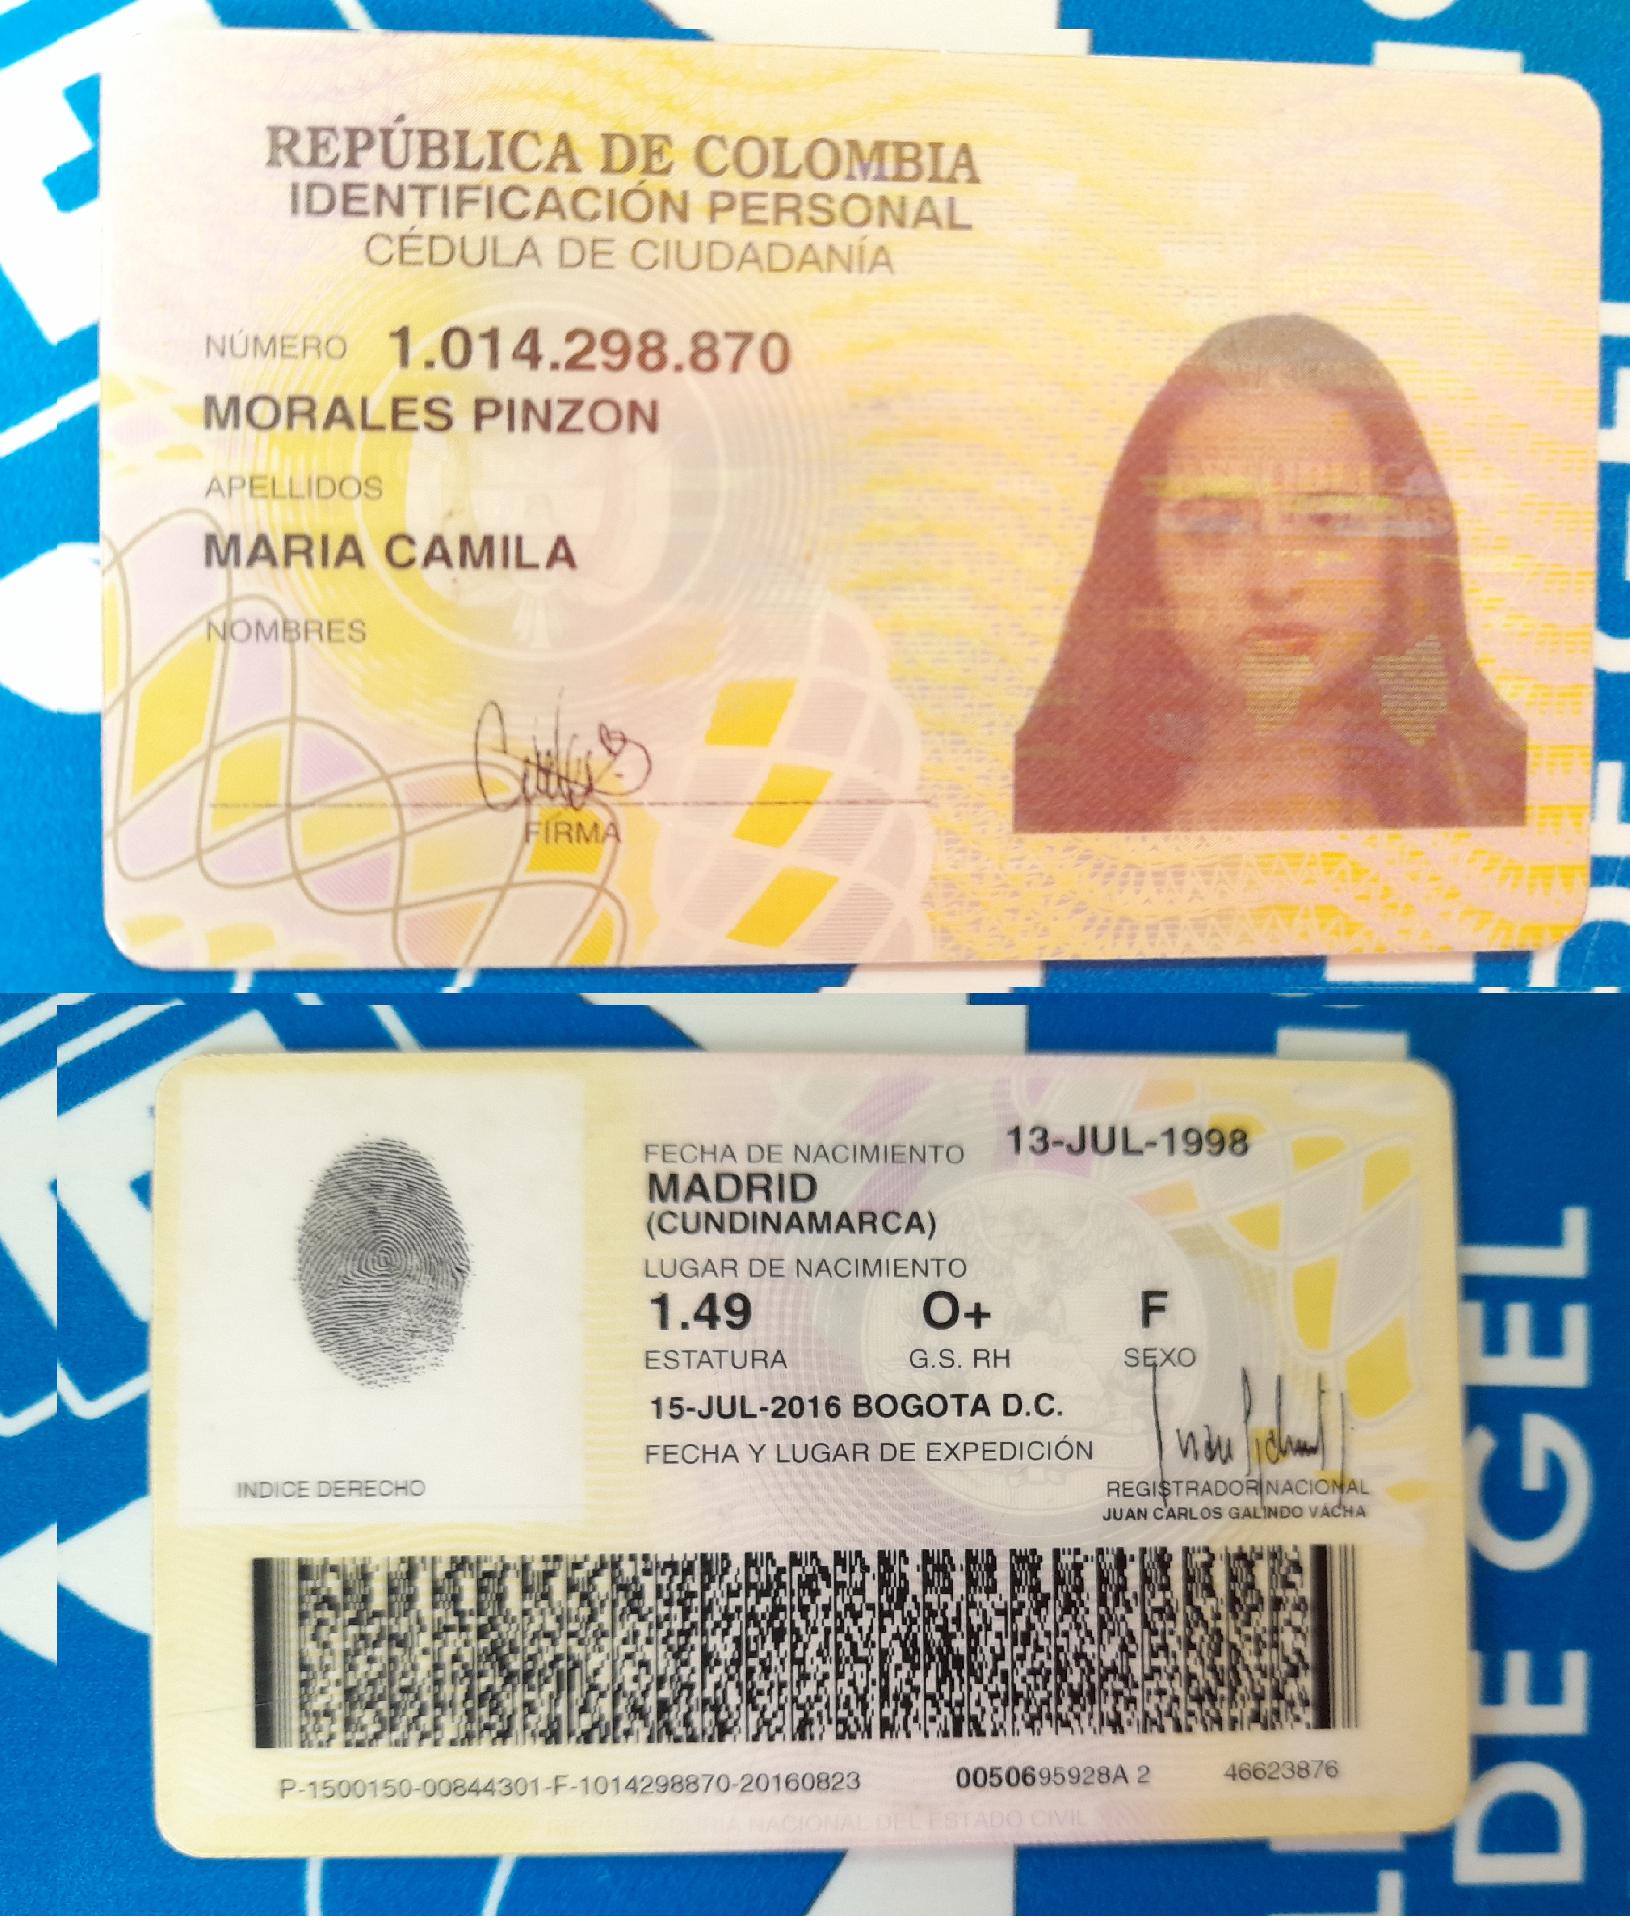 REPÚBLICA DE COLOMBIA
IDENTIFICACIÓN PERSONAL
CÉDULA DE CIUDADANÍA
NÚMERO 1.014.298.870
MORALES PINZON
APELLIDOS
MARIA CAMILA
NOMBRES
FIRMA
FECHA DE NACIMIENTO 13-JUL-1998
MADRID
(CUNDINAMARCA)
LUGAR DE NACIMIENTO
1.49 O+ F
ESTATURA G.S. RH SEXO
15-JUL-2016 BOGOTA D.C.
FECHA Y LUGAR DE EXPEDICIÓN
INDICE DERECHO
REGISTRADOR NACIONAL
JUAN CARLOS GALINDO VÁCHA
P-1500150-00844301-F-1014298870-20160823 0050695928A 2 46623876
REGISTRADURIA NACIONAL DEL ESTADO CIVIL
DE GEL